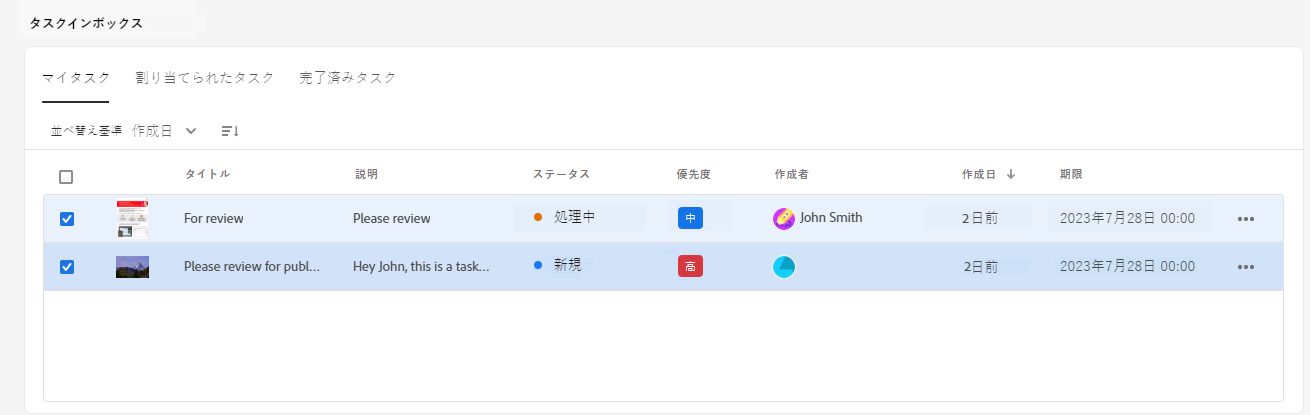 タスクインボックス
マイタスク 割り当てられたタスク 完了済みタスク
並べ替え基準 作成日
タイトル 説明 ステータス 優先度 作成者 作成日 期限
For review Please review 処理中 中 John Smith 2日前 2023年7月28日 00:00
Please review for publ... Hey John, this is a task... 新規 高 2日前 2023年7月28日 00:00